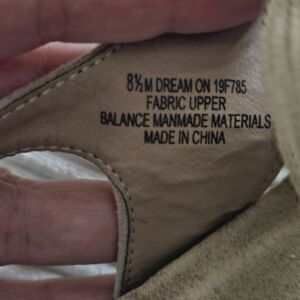 8½M DREAM ON 19F785
FABRIC UPPER
BALANCE MANMADE MATERIALS
MADE IN CHINA